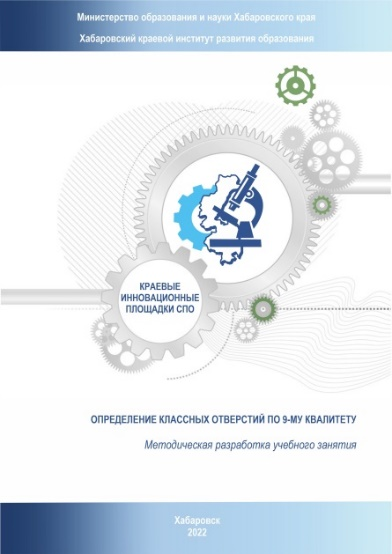 Министерство образования и науки Хабаровского края
Хабаровский краевой институт развития образования
КРАЕВЫЕ
ИННОВАЦИОННЫЕ
ПЛОЩАДКИ СПО
ОПРЕДЕЛЕНИЕ КЛАССНЫХ ОТВЕРСТИЙ ПО 9-МУ КВАЛИТЕТУ
Методическая разработка учебного занятия
Хабаровск
2022